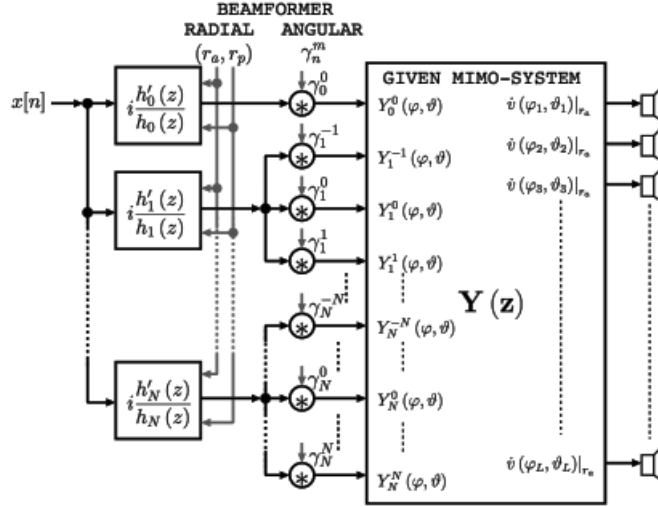 BEAMFORMER
RADIAL ANGULAR
(r_a, r_p) γ_n^m
GIVEN MIMO-SYSTEM
x[n] i h'_0(z) / h_0(z) γ_0^0 * Y_0^0(φ, ϑ) v̇(φ_1, ϑ_1)|_{r_a}
γ_1^{-1} * Y_1^{-1}(φ, ϑ) v̇(φ_2, ϑ_2)|_{r_a}
v̇(φ_3, ϑ_3)|_{r_a}
i h'_1(z) / h_1(z) γ_1^0 * Y_1^0(φ, ϑ)
γ_1^1 * Y_1^1(φ, ϑ)
Y(z)
γ_N^{-N} * Y_N^{-N}(φ, ϑ)
i h'_N(z) / h_N(z) γ_N^0 * Y_N^0(φ, ϑ)
γ_N^N * Y_N^N(φ, ϑ) v̇(φ_L, ϑ_L)|_{r_a}